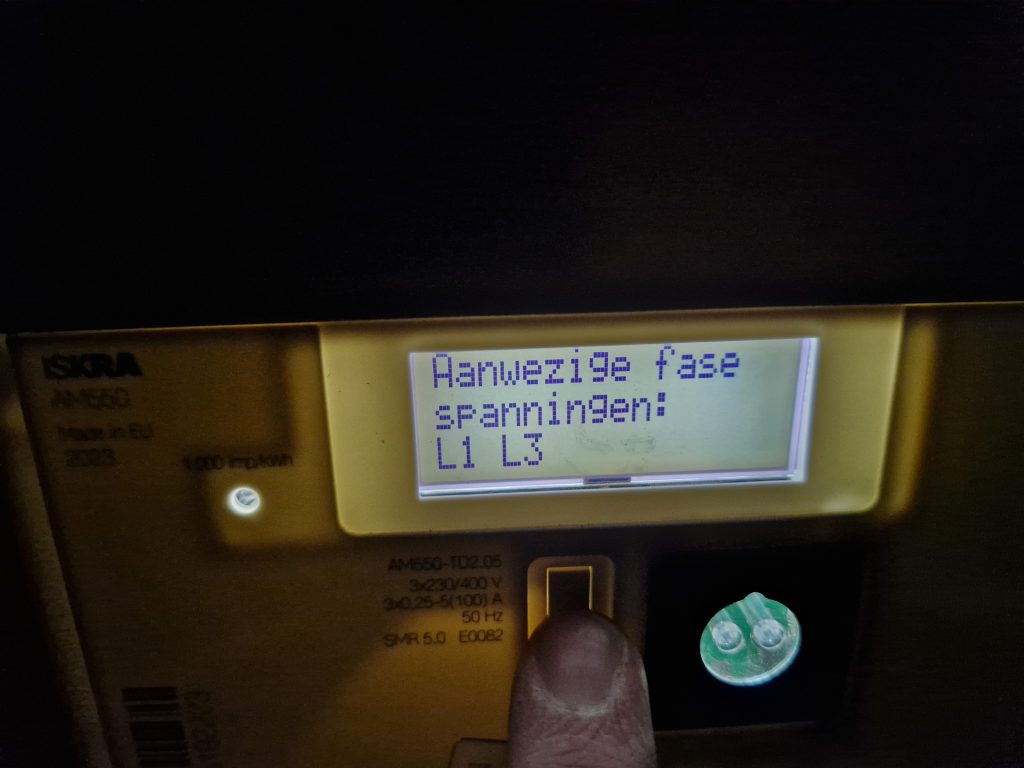 ISKRA
AM550
Made in EU
2023
1.000 imp/kWh
Aanwezige fase
spanningen:
L1 L3
AM550-TD2.05
3x230/400 V
3x0,25-5(100) A
50 Hz
SMR 5.0 E0082